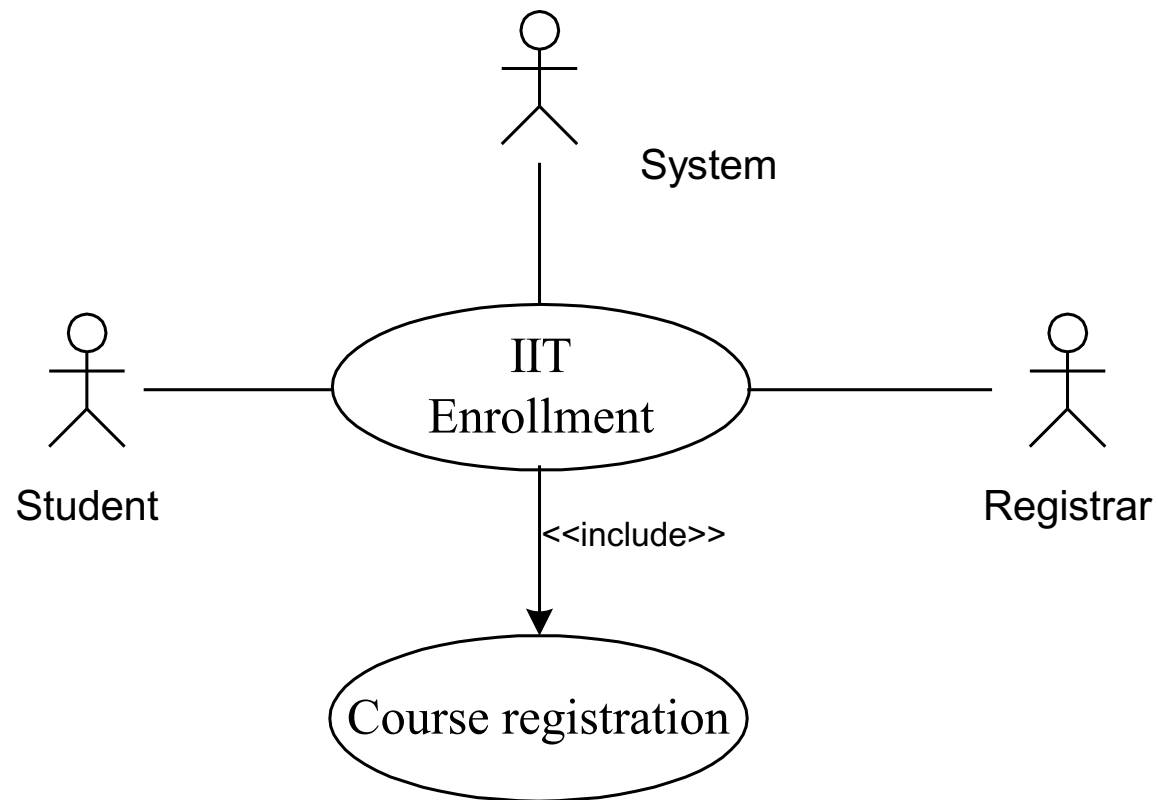 System
IIT
Enrollment
Student
Registrar
<<include>>
Course registration